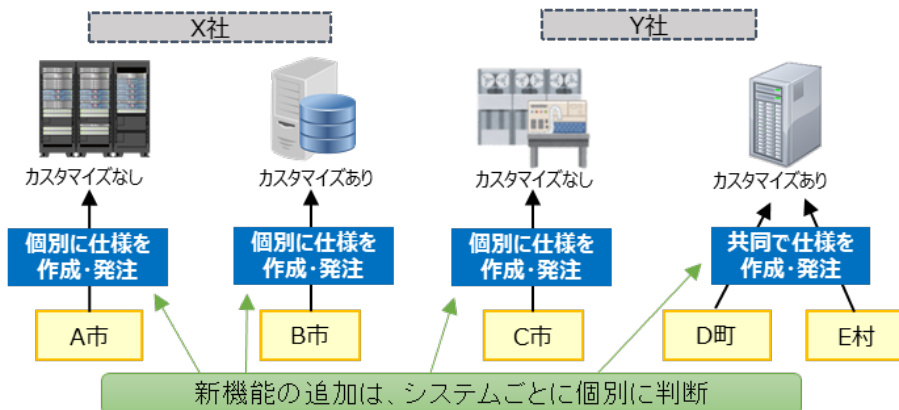 X社
Y社
カスタマイズなし
カスタマイズあり
カスタマイズなし
カスタマイズあり
個別に仕様を
作成・発注
個別に仕様を
作成・発注
個別に仕様を
作成・発注
共同で仕様を
作成・発注
A市
B市
C市
D町
E村
新機能の追加は、システムごとに個別に判断